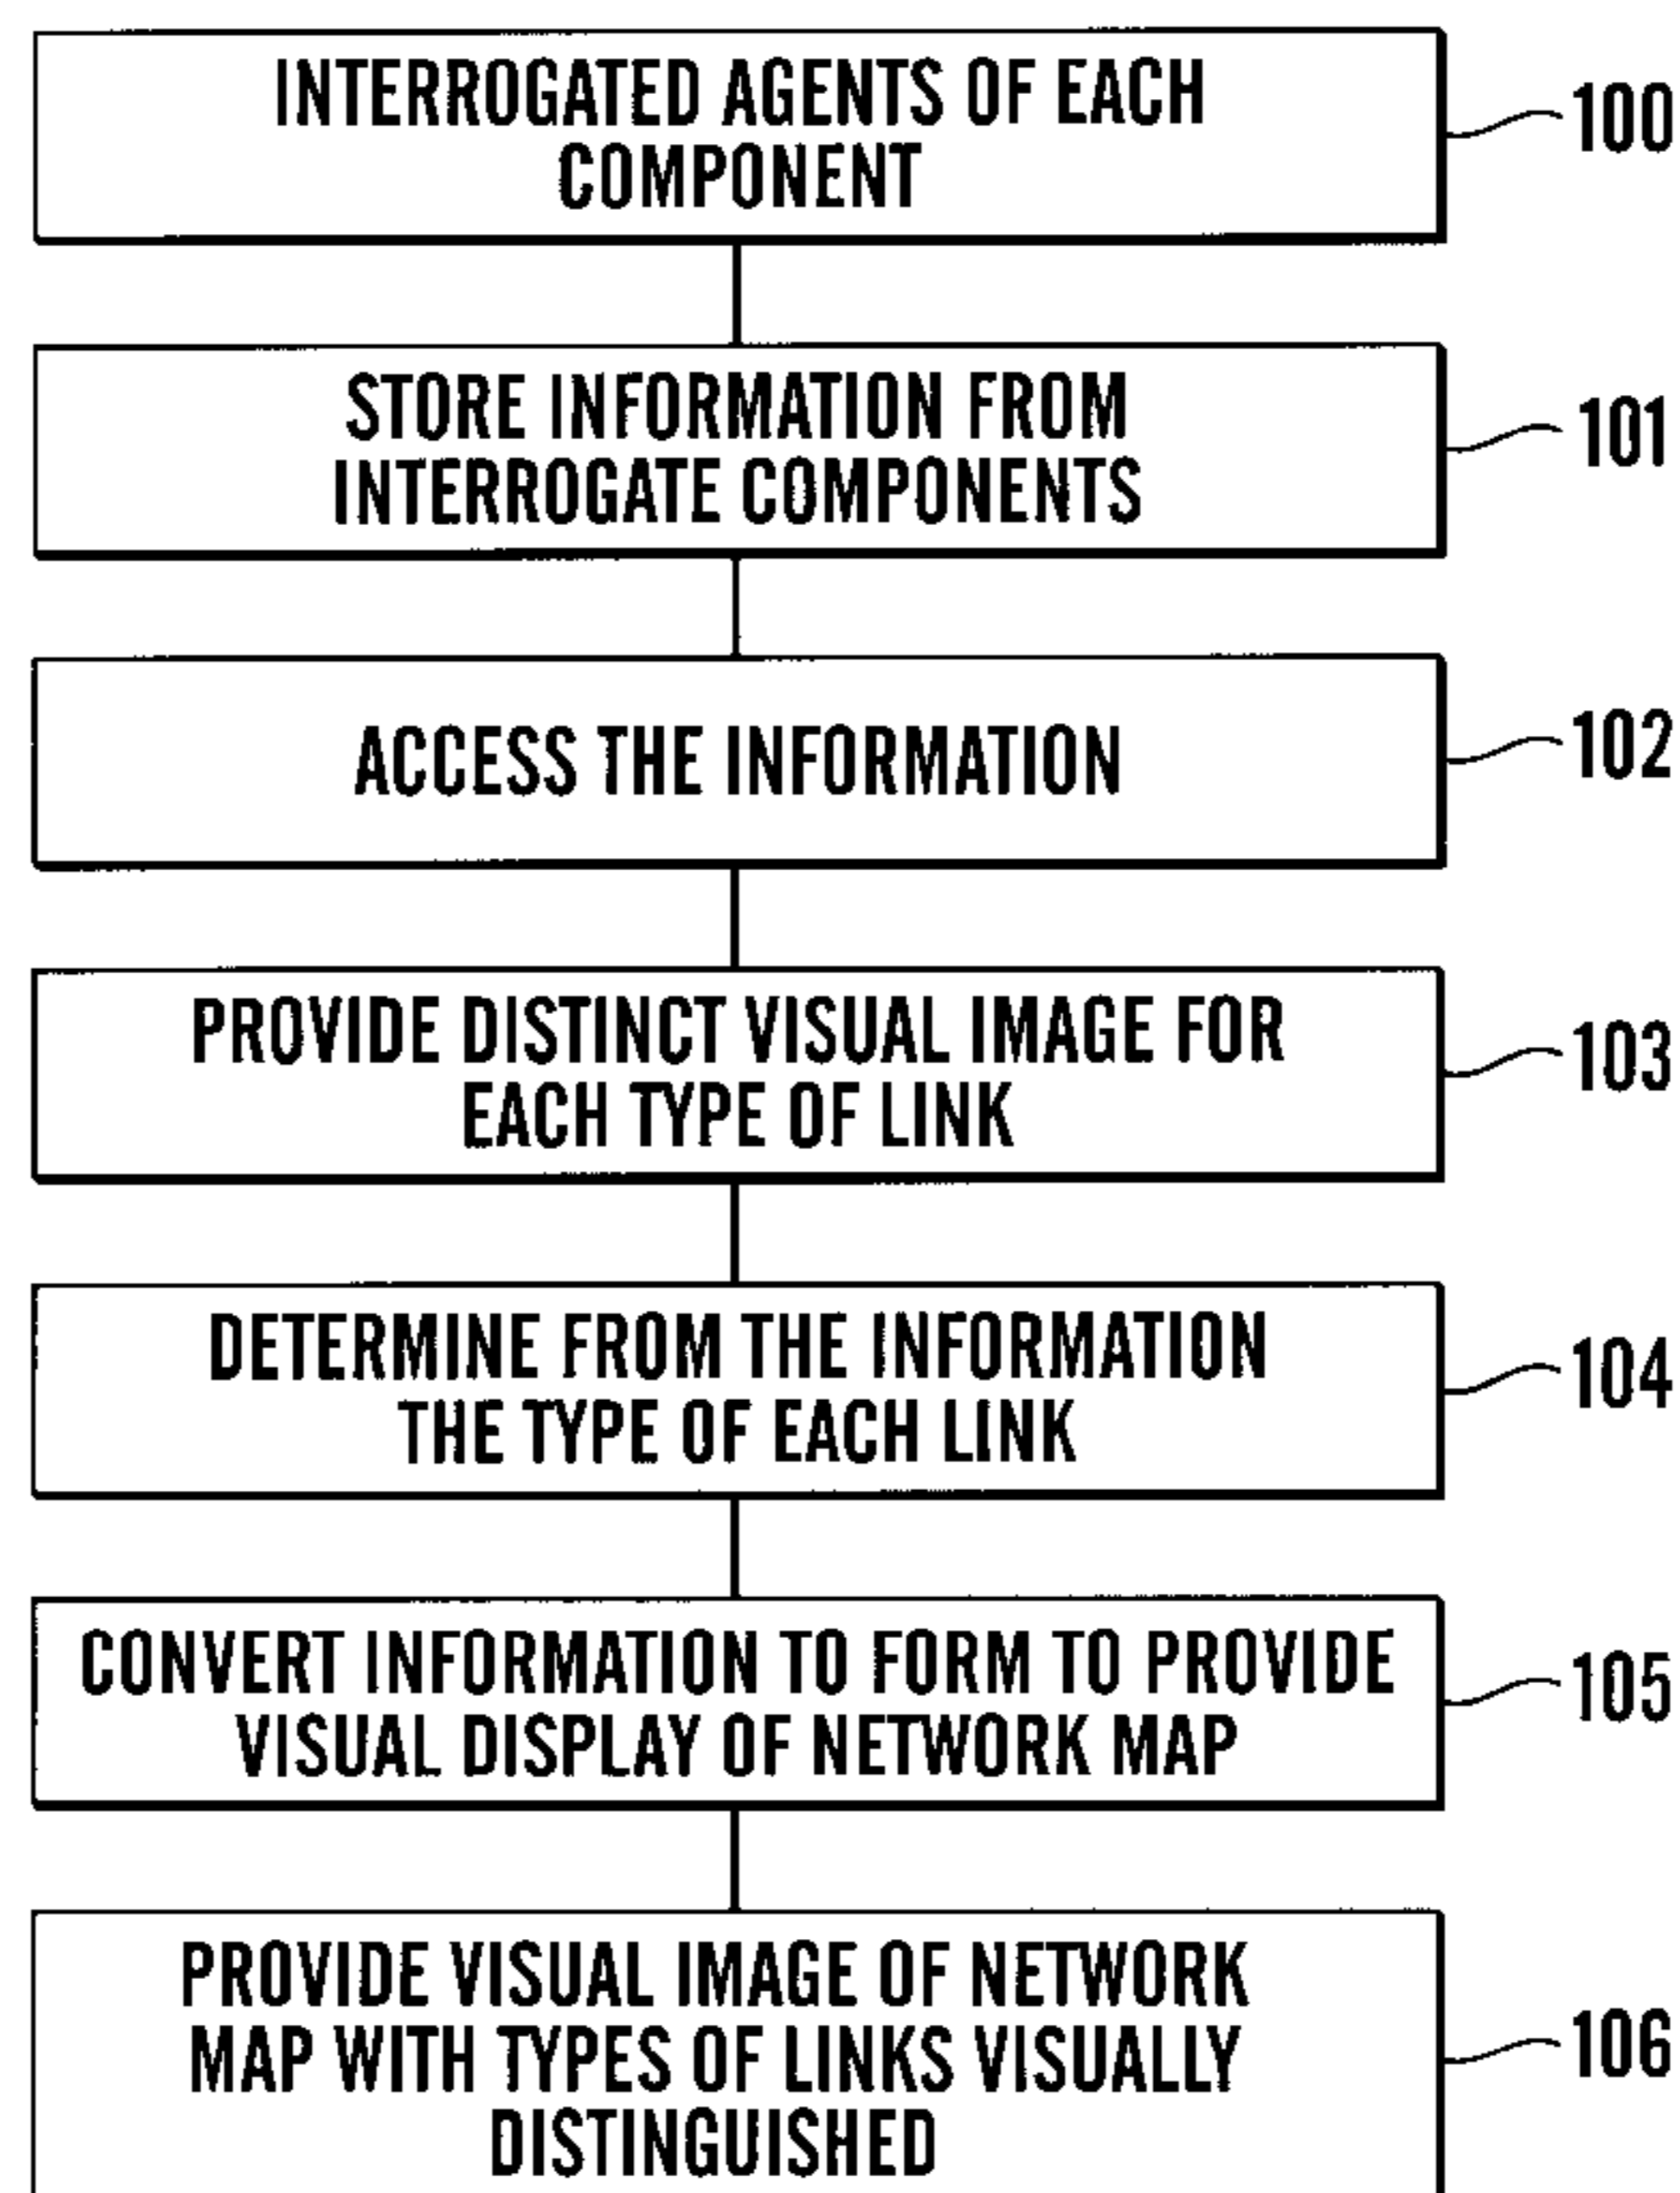 INTERROGATED AGENTS OF EACH
COMPONENT
100
STORE INFORMATION FROM
INTERROGATE COMPONENTS
101
ACCESS THE INFORMATION
102
PROVIDE DISTINCT VISUAL IMAGE FOR
EACH TYPE OF LINK
103
DETERMINE FROM THE INFORMATION
THE TYPE OF EACH LINK
104
CONVERT INFORMATION TO FORM TO PROVIDE
VISUAL DISPLAY OF NETWORK MAP
105
PROVIDE VISUAL IMAGE OF NETWORK
MAP WITH TYPES OF LINKS VISUALLY
DISTINGUISHED
106